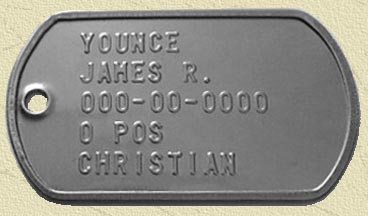 YOUNCE
JAMES R.
000-00-0000
O POS
CHRISTIAN